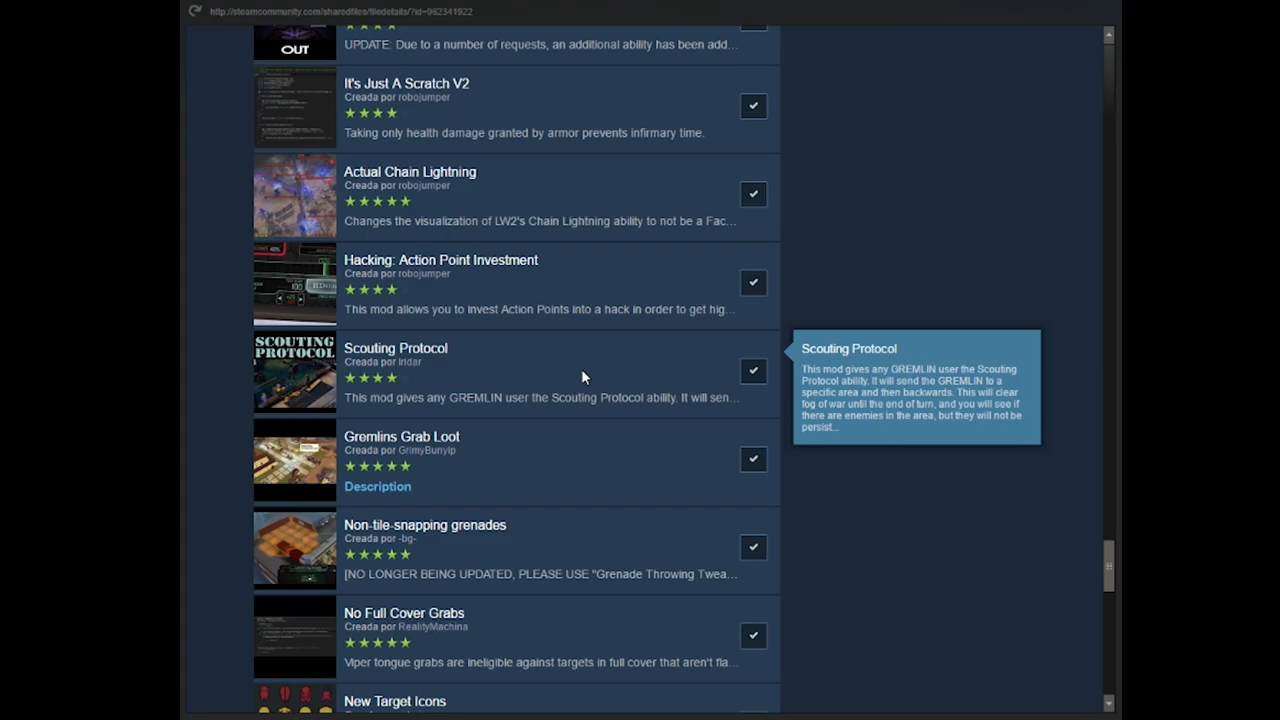 http://steamcommunity.com/sharedfiles/filedetails/?id=962341922
OUT
UPDATE: Due to a number of requests, an additional ability has been add...
It's Just A Scratch V2
Creada por robojumper
Taking only health damage granted by armor prevents infirmary time.
Actual Chain Lightning
Creada por robojumper
Changes the visualization of LW2's Chain Lightning ability to not be a Fac...
Hacking: Action Point Investment
Creada por robojumper
This mod allows you to invest Action Points into a hack in order to get hig...
SCOUTING
PROTOCOL
Scouting Protocol
Creada por Iridar
This mod gives any GREMLIN user the Scouting Protocol ability. It will sen...
Scouting Protocol
This mod gives any GREMLIN user the Scouting
Protocol ability. It will send the GREMLIN to a
specific area and then backwards. This will clear
fog of war until the end of turn, and you will see if
there are enemies in the area, but they will not be
persist...
Gremlins Grab Loot
Creada por GrimyBunyip
Description
Non-tile-snapping grenades
Creada por -bg-
[NO LONGER BEING UPDATED, PLEASE USE "Grenade Throwing Twea...
No Full Cover Grabs
Creada por RealityMachina
Viper tongue grabs are ineligible against targets in full cover that aren't fla...
New Target Icons